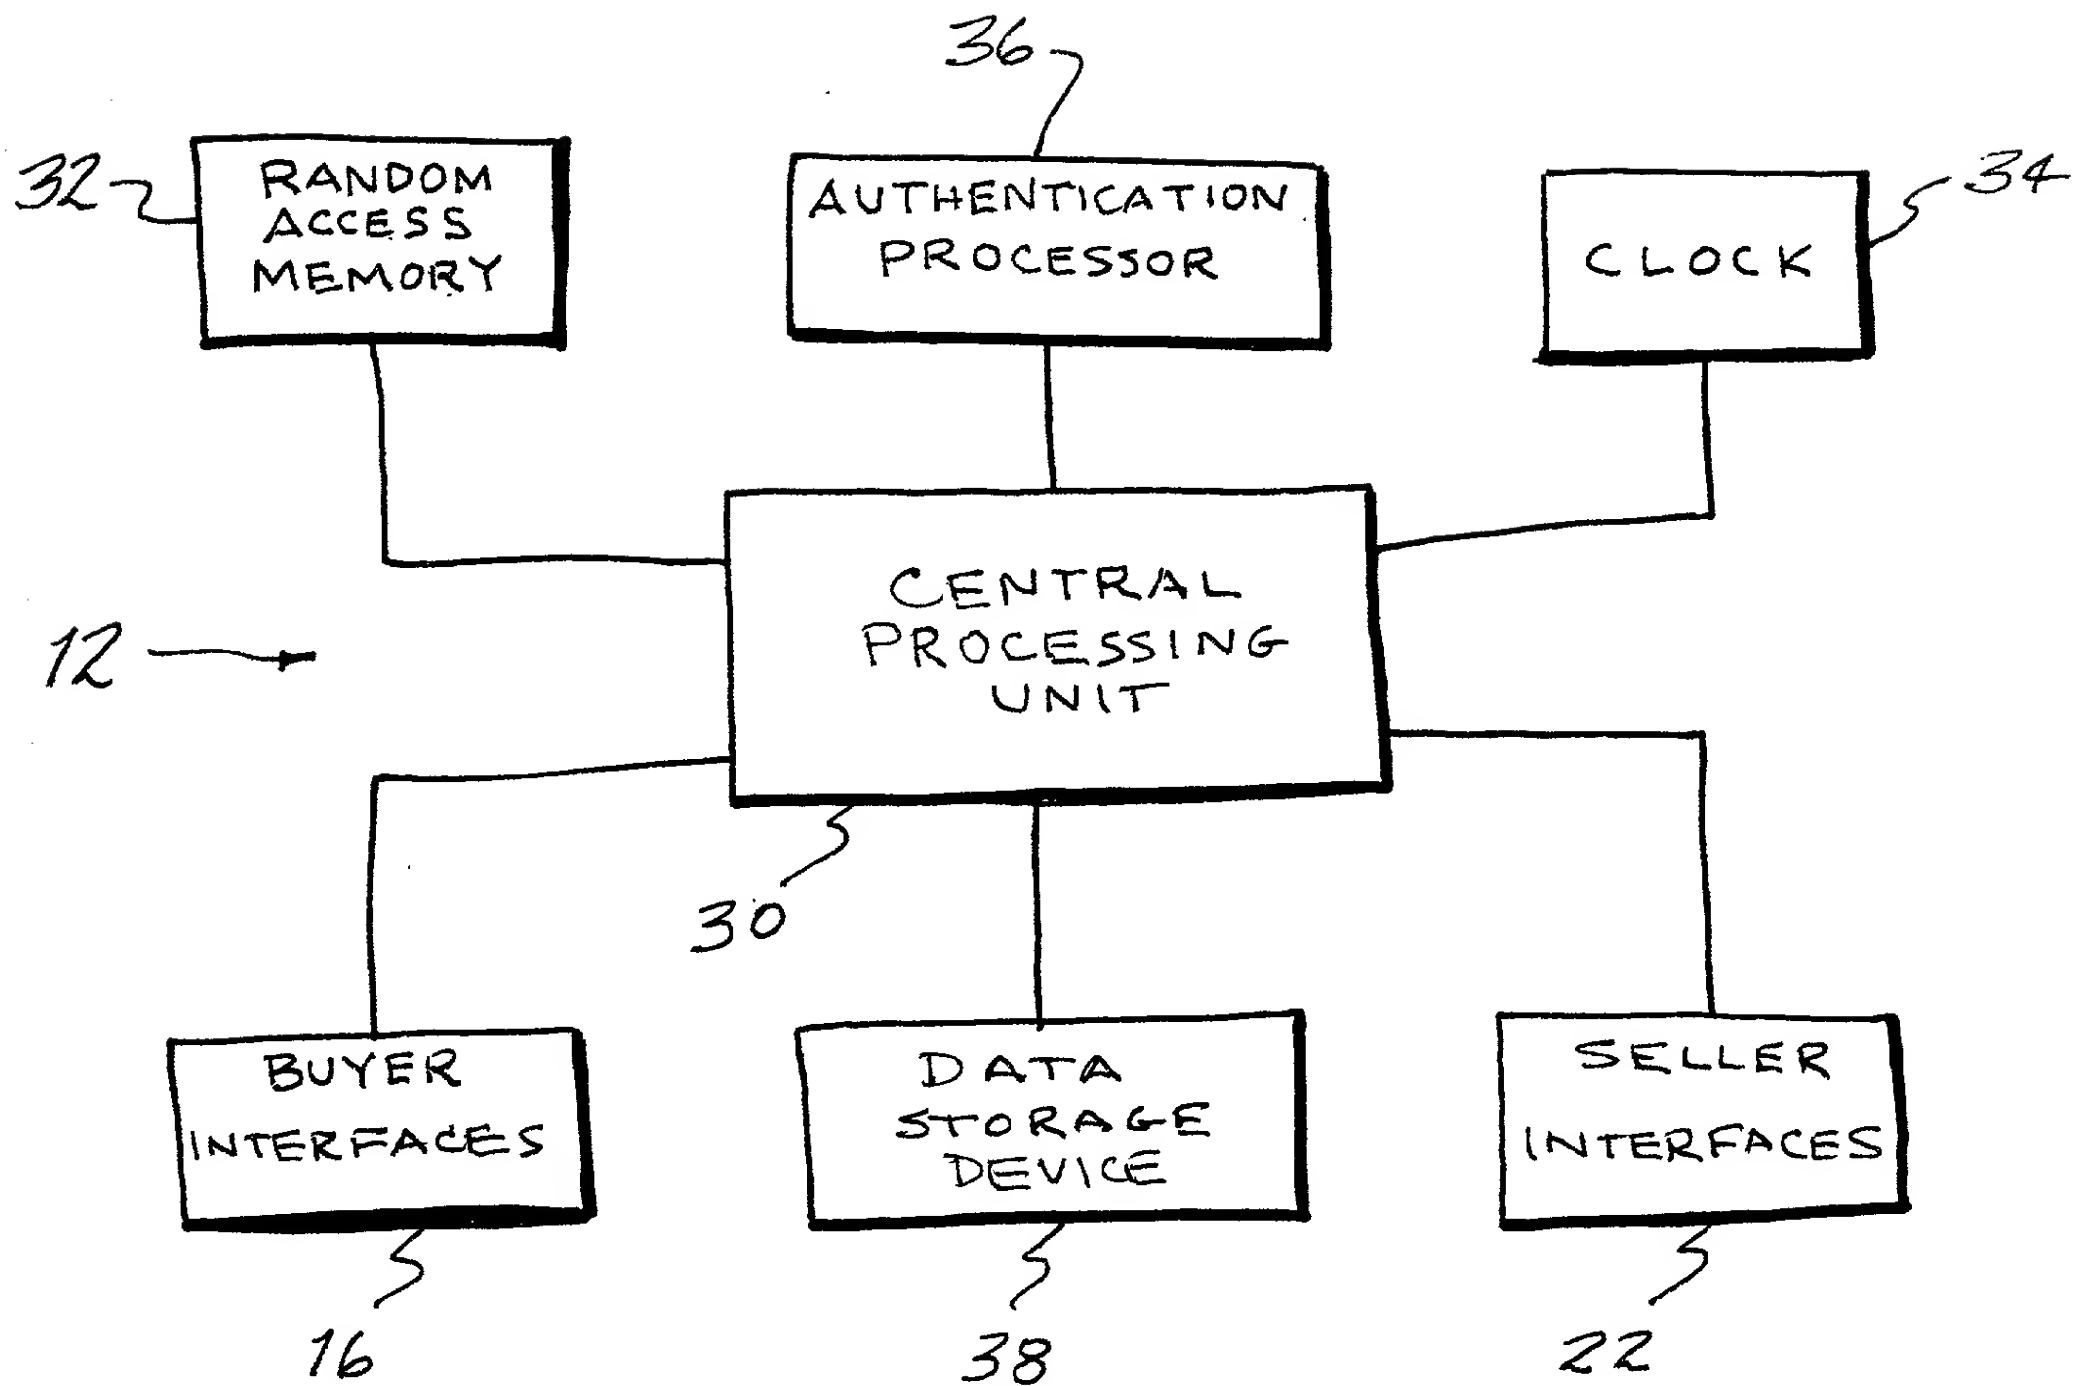 36
32
RANDOM
ACCESS
MEMORY
AUTHENTICATION
PROCESSOR
CLOCK
34
12
CENTRAL
PROCESSING
UNIT
30
BUYER
INTERFACES
DATA
STORAGE
DEVICE
SELLER
INTERFACES
16
38
22